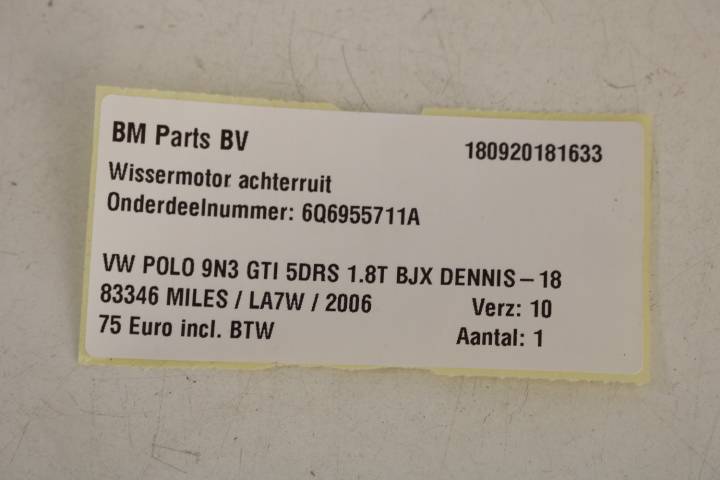 BM Parts BV 180920181633
Wissermotor achterruit
Onderdeelnummer: 6Q6955711A
VW POLO 9N3 GTI 5DRS 1.8T BJX DENNIS-18
83346 MILES / LA7W / 2006 Verz: 10
75 Euro incl. BTW Aantal: 1